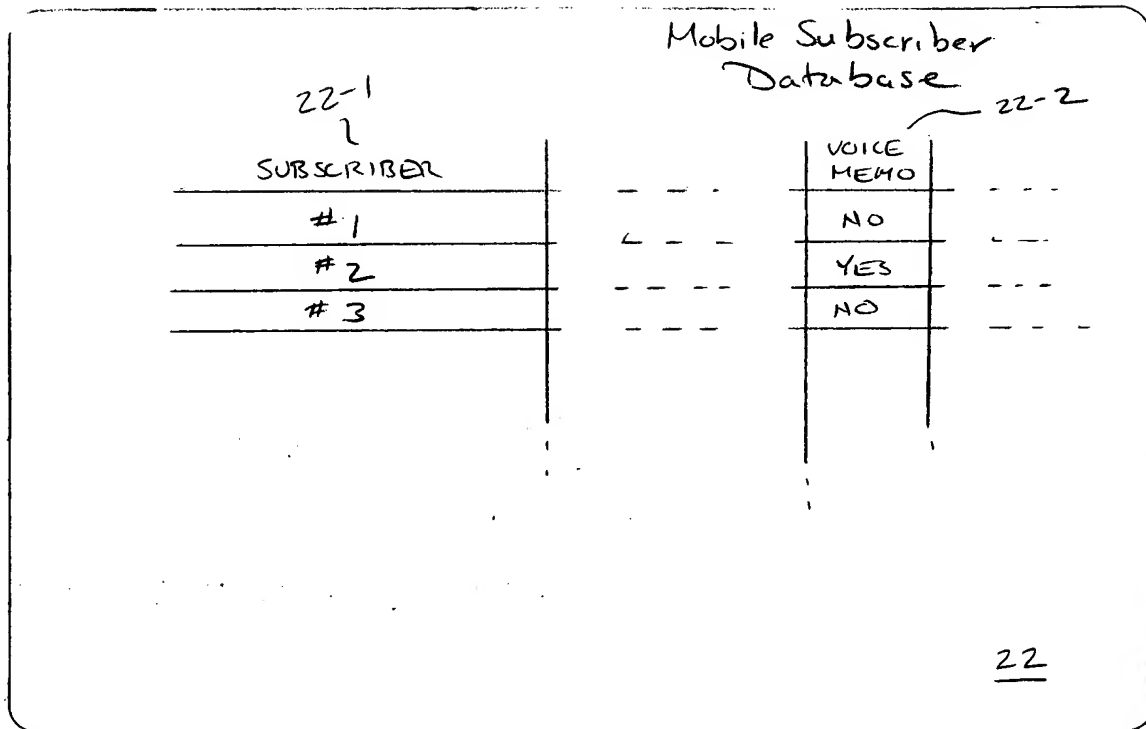 Mobile Subscriber
Database
22-1
22-2
SUBSCRIBER
VOICE
MEMO
# 1
NO
# 2
YES
# 3
NO
22